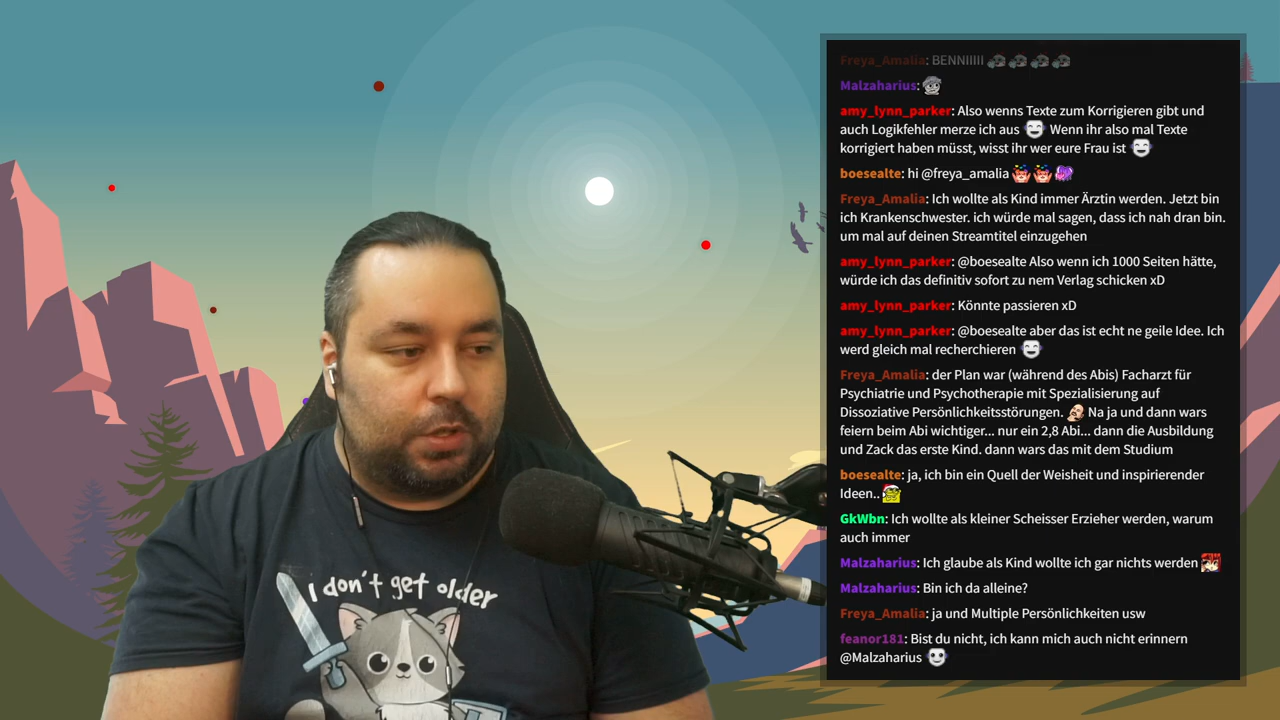 Freya_Amalia: BENNIIIII
Malzaharius:
amy_lynn_parker: Also wenns Texte zum Korrigieren gibt und
auch Logikfehler merze ich aus Wenn ihr also mal Texte
korrigiert haben müsst, wisst ihr wer eure Frau ist
boesealte: hi @freya_amalia
Freya_Amalia: Ich wollte als Kind immer Ärztin werden. Jetzt bin
ich Krankenschwester. ich würde mal sagen, dass ich nah dran bin.
um mal auf deinen Streamtitel einzugehen
amy_lynn_parker: @boesealte Also wenn ich 1000 Seiten hätte,
würde ich das definitiv sofort zu nem Verlag schicken xD
amy_lynn_parker: Könnte passieren xD
amy_lynn_parker: @boesealte aber das ist echt ne geile Idee. Ich
werd gleich mal recherchieren
Freya_Amalia: der Plan war (während des Abis) Facharzt für
Psychiatrie und Psychotherapie mit Spezialisierung auf
Dissoziative Persönlichkeitsstörungen. Na ja und dann wars
feiern beim Abi wichtiger... nur ein 2,8 Abi... dann die Ausbildung
und Zack das erste Kind. dann wars das mit dem Studium
boesealte: ja, ich bin ein Quell der Weisheit und inspirierender
Ideen..
GkWbn: Ich wollte als kleiner Scheisser Erzieher werden, warum
auch immer
Malzaharius: Ich glaube als Kind wollte ich gar nichts werden
Malzaharius: Bin ich da alleine?
Freya_Amalia: ja und Multiple Persönlichkeiten usw
feanor181: Bist du nicht, ich kann mich auch nicht erinnern
@Malzaharius
I don't get older